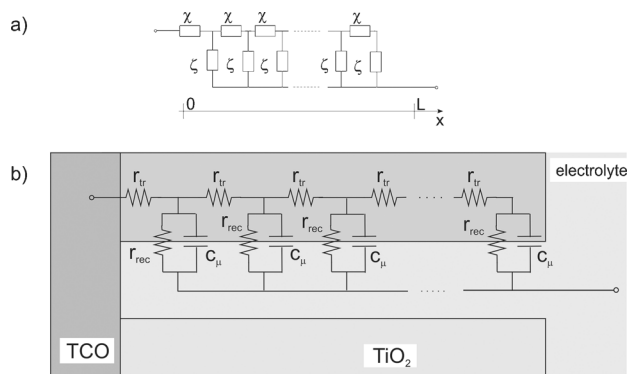 a)
χ χ χ χ
ζ ζ ζ ζ ζ
0 L
x
b)
electrolyte
r_tr r_tr r_tr r_tr r_tr
r_rec r_rec r_rec r_rec
c_μ c_μ c_μ c_μ
TCO
TiO₂